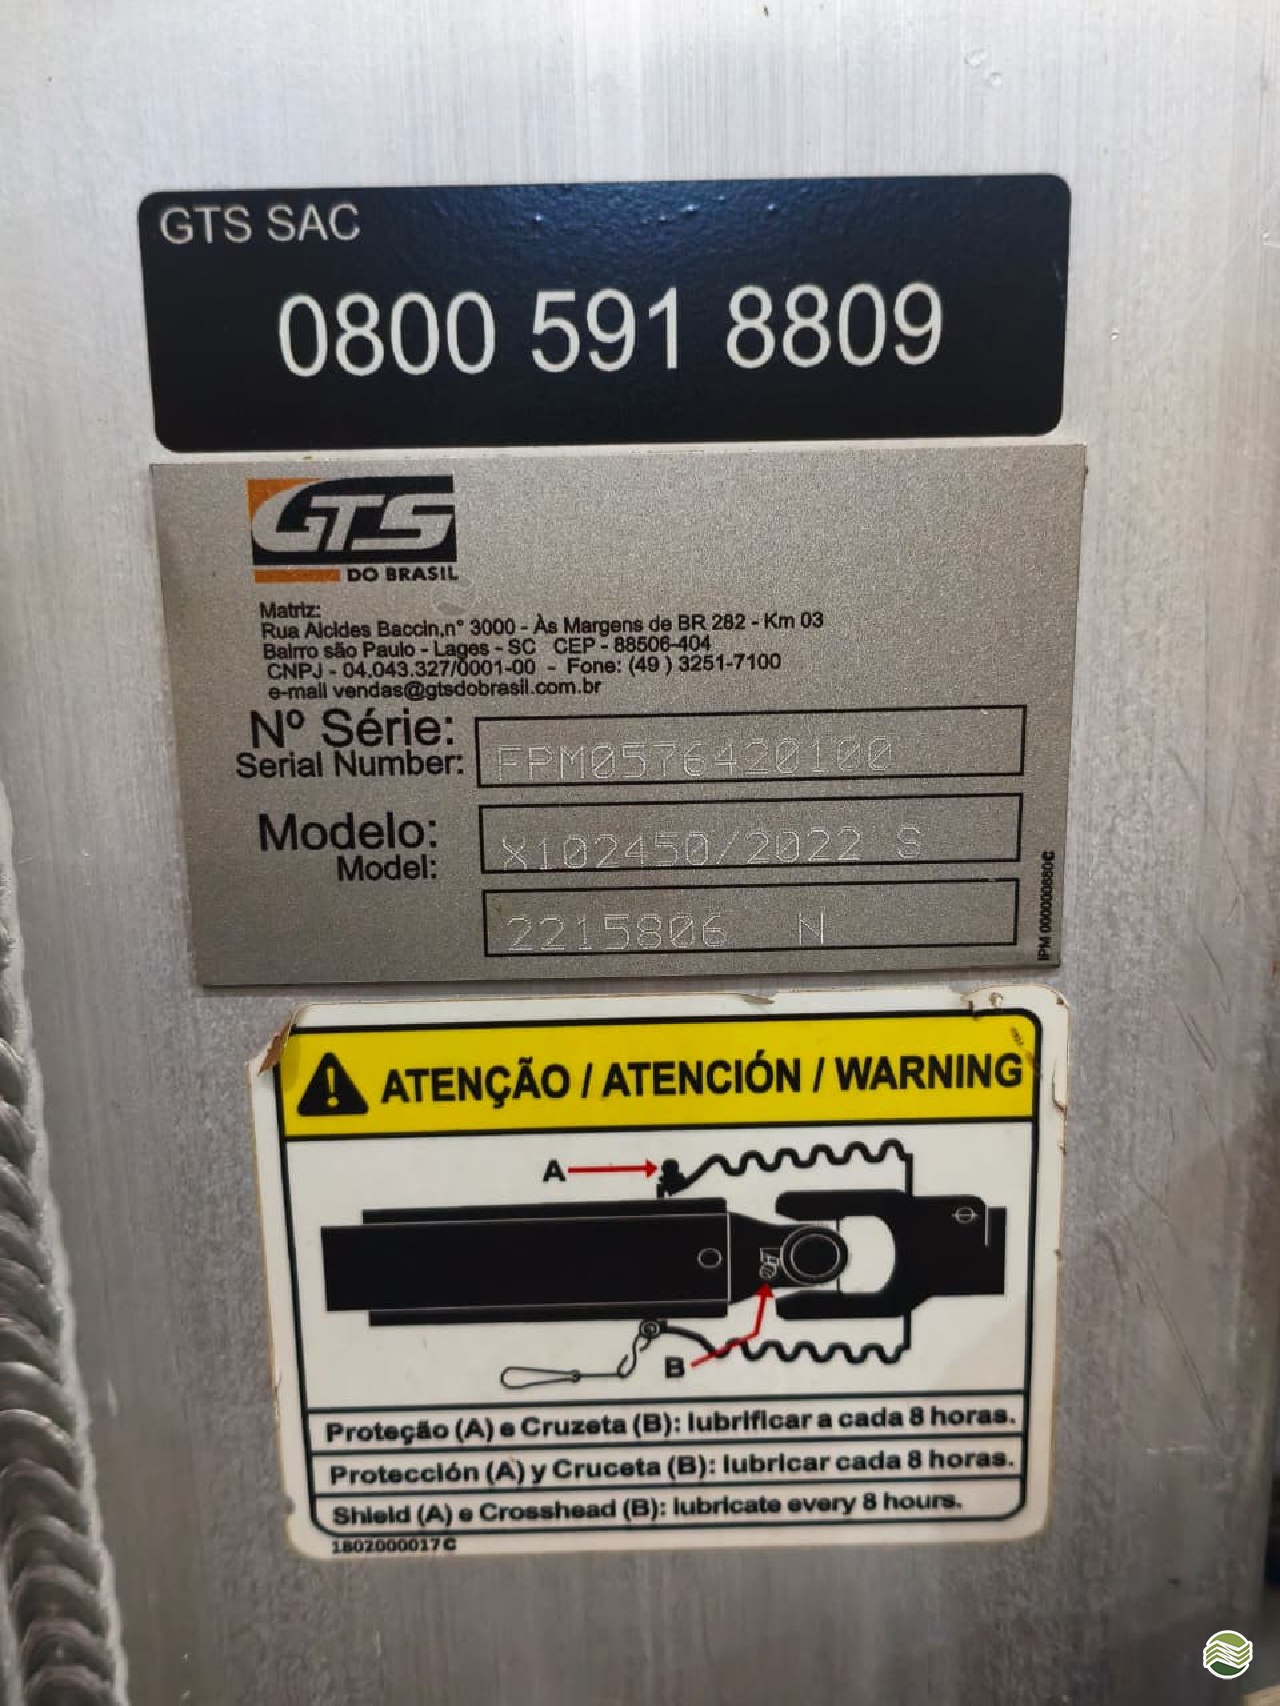 GTS SAC
0800 591 8809
GTS
DO BRASIL
Matriz:
Rua Alcides Baccin,n° 3000 - Às Margens de BR 282 - Km 03
Bairro são Paulo - Lages - SC CEP - 88506-404
CNPJ - 04.043.327/0001-00 - Fone: (49 ) 3251-7100
e-mail vendas@gtsdobrasil.com.br
Nº Série:
Serial Number:
FPM0576420100
Modelo:
Model:
X102450/2022 S
2215806 N
IPM 000000880C
ATENÇÃO / ATENCIÓN / WARNING
A
B
Proteção (A) e Cruzeta (B): lubrificar a cada 8 horas.
Protección (A) y Cruceta (B): lubricar cada 8 horas.
Shield (A) e Crosshead (B): lubricate every 8 hours.
1802000017C